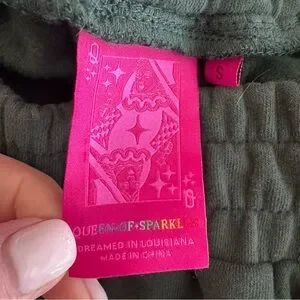 S
Q
QUEEN·OF·SPARKLES
DREAMED IN LOUISIANA
MADE IN CHINA